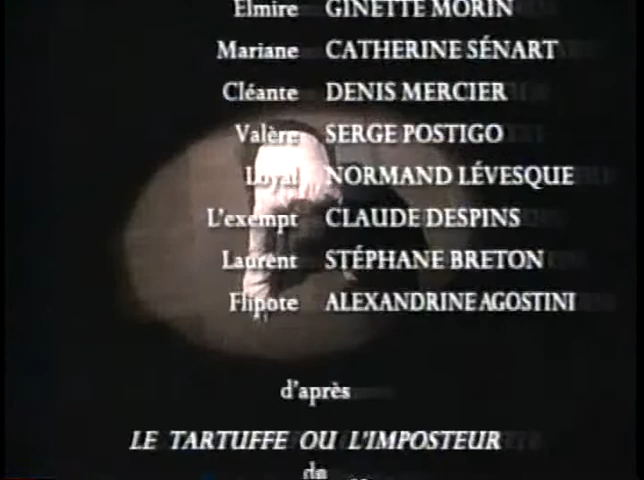 Elmire GINETTE MORIN
Mariane CATHERINE SÉNART
Cléante DENIS MERCIER
Valère SERGE POSTIGO
Loyal NORMAND LÉVESQUE
L'exempt CLAUDE DESPINS
Laurent STÉPHANE BRETON
Flipote ALEXANDRINE AGOSTINI
d'après
LE TARTUFFE OU L'IMPOSTEUR
de